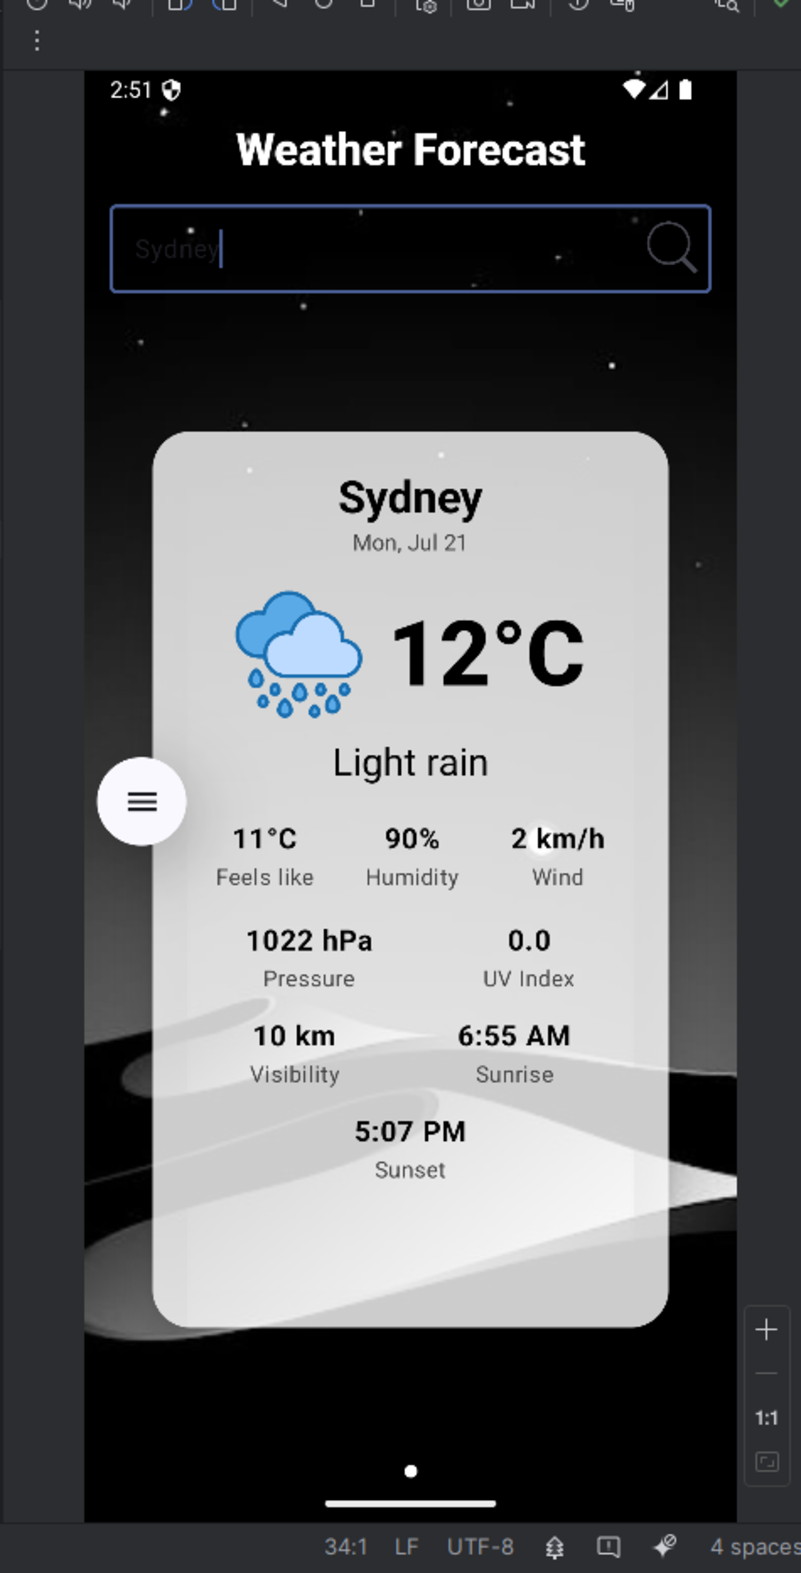 2:51
Weather Forecast
Sydney
Sydney
Mon, Jul 21
12°C
Light rain
11°C 90% 2 km/h
Feels like Humidity Wind
1022 hPa 0.0
Pressure UV Index
10 km 6:55 AM
Visibility Sunrise
5:07 PM
Sunset
1:1
34:1 LF UTF-8 4 spaces